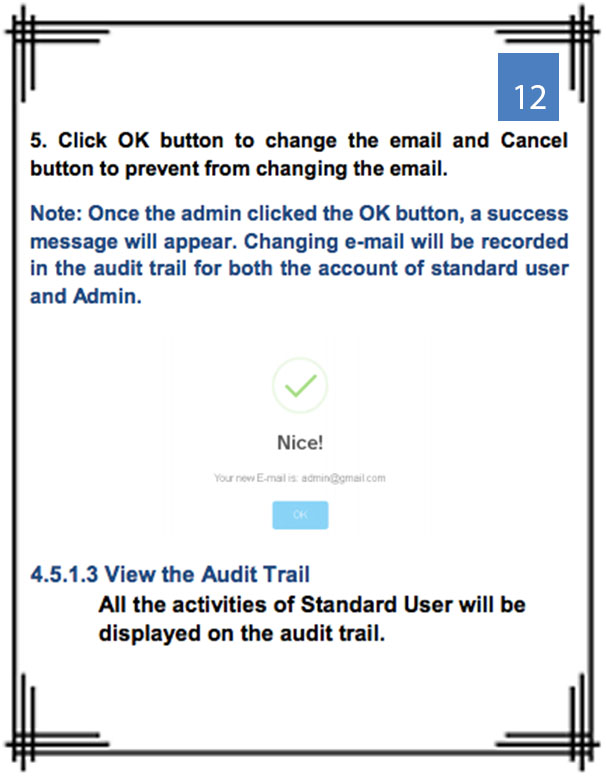 12
5. Click OK button to change the email and Cancel
button to prevent from changing the email.
Note: Once the admin clicked the OK button, a success
message will appear. Changing e-mail will be recorded
in the audit trail for both the account of standard user
and Admin.
Nice!
Your new E-mail is: admin@gmail.com
OK
4.5.1.3 View the Audit Trail
All the activities of Standard User will be
displayed on the audit trail.